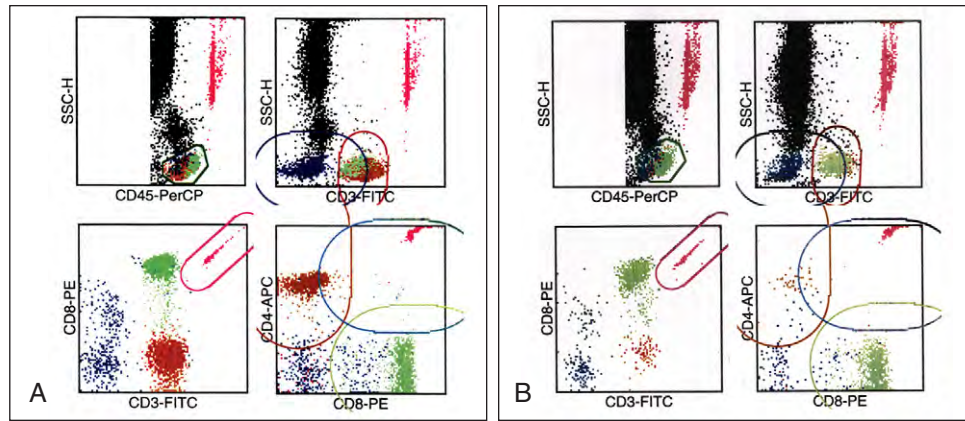 SSC-H
CD45-PerCP
SSC-H
CD3-FITC
CD8-PE
CD3-FITC
CD4-APC
CD8-PE
A
SSC-H
CD45-PerCP
SSC-H
CD3-FITC
CD8-PE
CD3-FITC
CD4-APC
CD8-PE
B